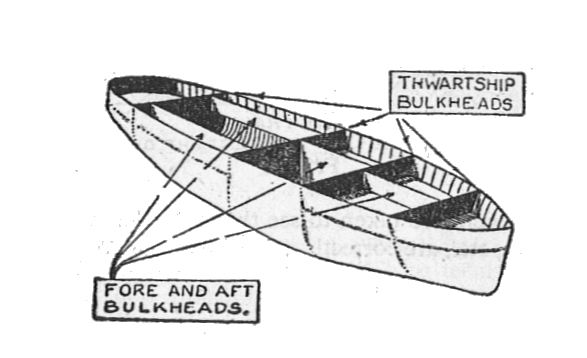 THWARTSHIP
BULKHEADS
FORE AND AFT
BULKHEADS.